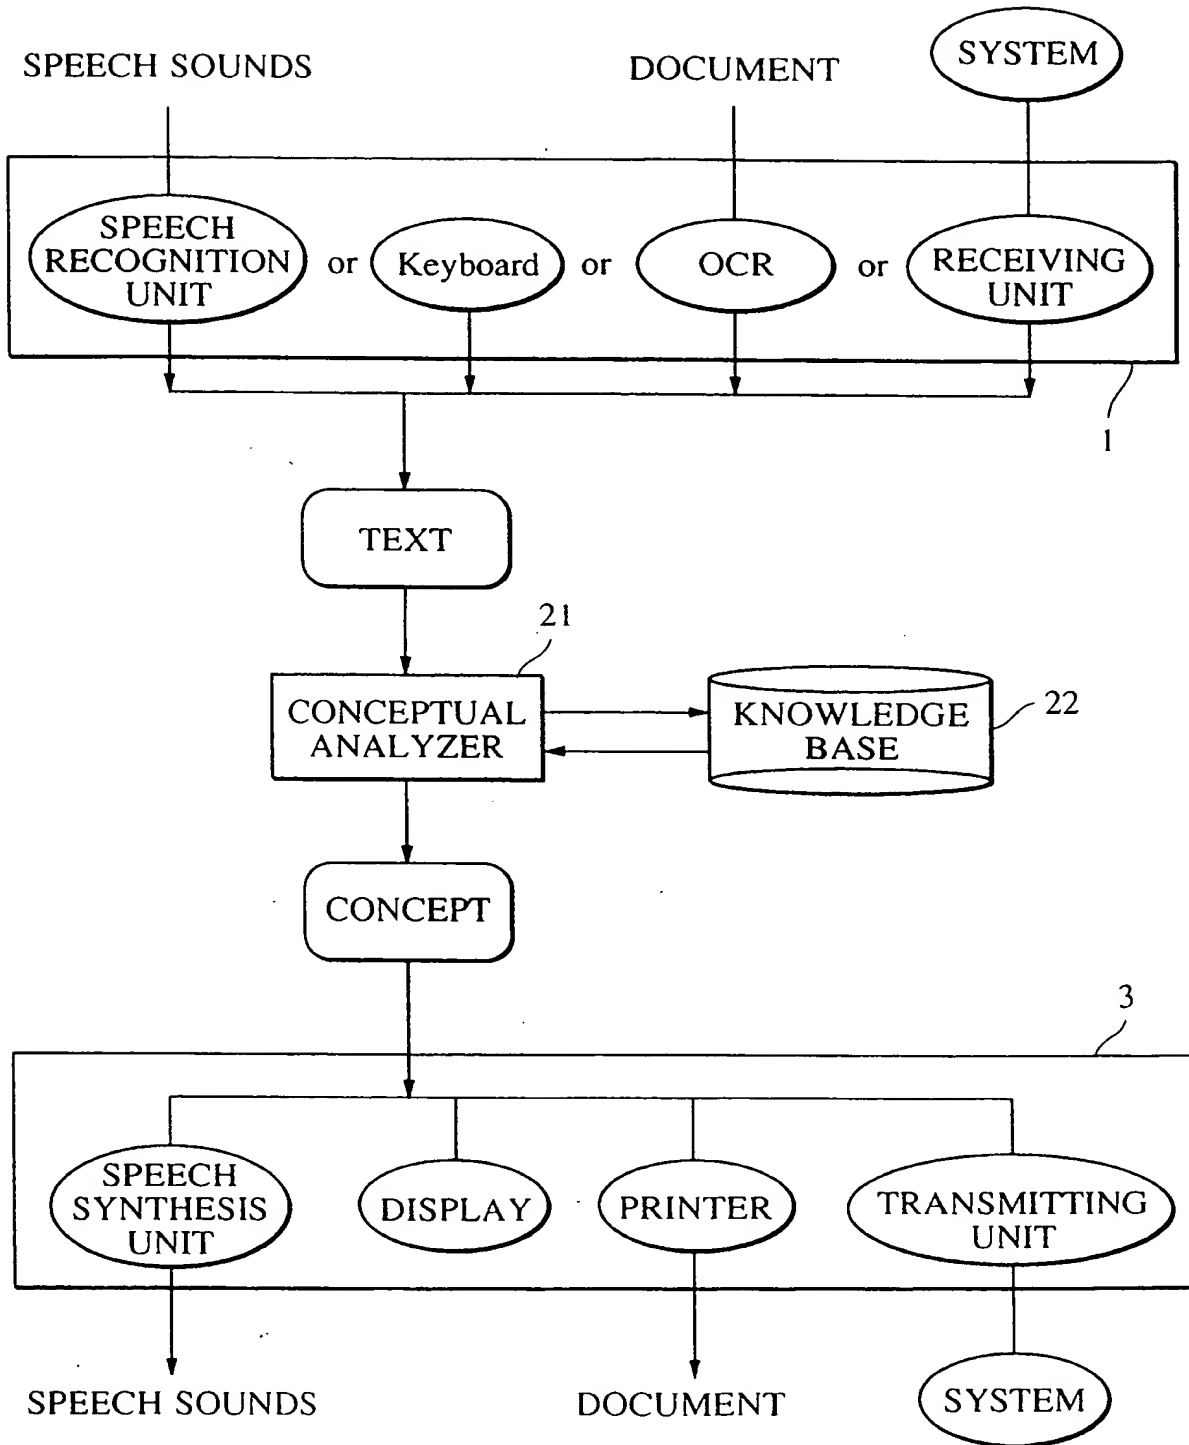 SPEECH SOUNDS
DOCUMENT
SYSTEM
SPEECH
RECOGNITION
UNIT
or
Keyboard
or
OCR
or
RECEIVING
UNIT
1
TEXT
21
CONCEPTUAL
ANALYZER
KNOWLEDGE
BASE
22
CONCEPT
3
SPEECH
SYNTHESIS
UNIT
DISPLAY
PRINTER
TRANSMITTING
UNIT
SPEECH SOUNDS
DOCUMENT
SYSTEM